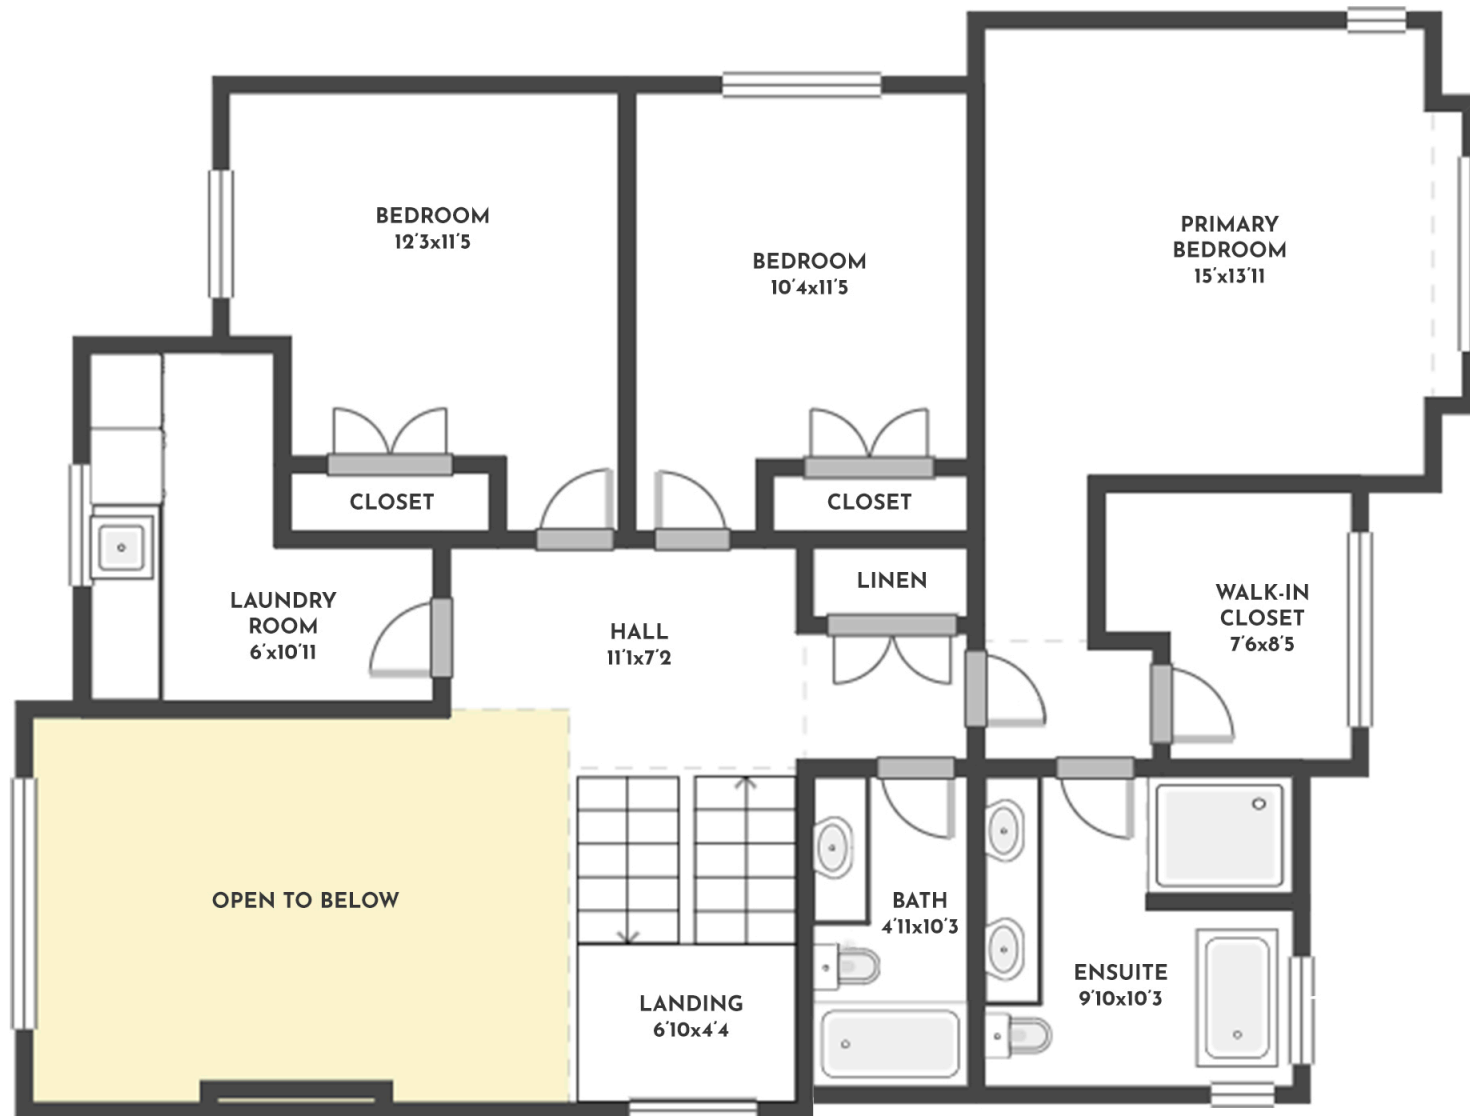 BEDROOM
12'3x11'5
BEDROOM
10'4x11'5
PRIMARY
BEDROOM
15'x13'11
CLOSET
CLOSET
LINEN
LAUNDRY
ROOM
6'x10'11
HALL
11'1x7'2
WALK-IN
CLOSET
7'6x8'5
OPEN TO BELOW
BATH
4'11x10'3
LANDING
6'10x4'4
ENSUITE
9'10x10'3